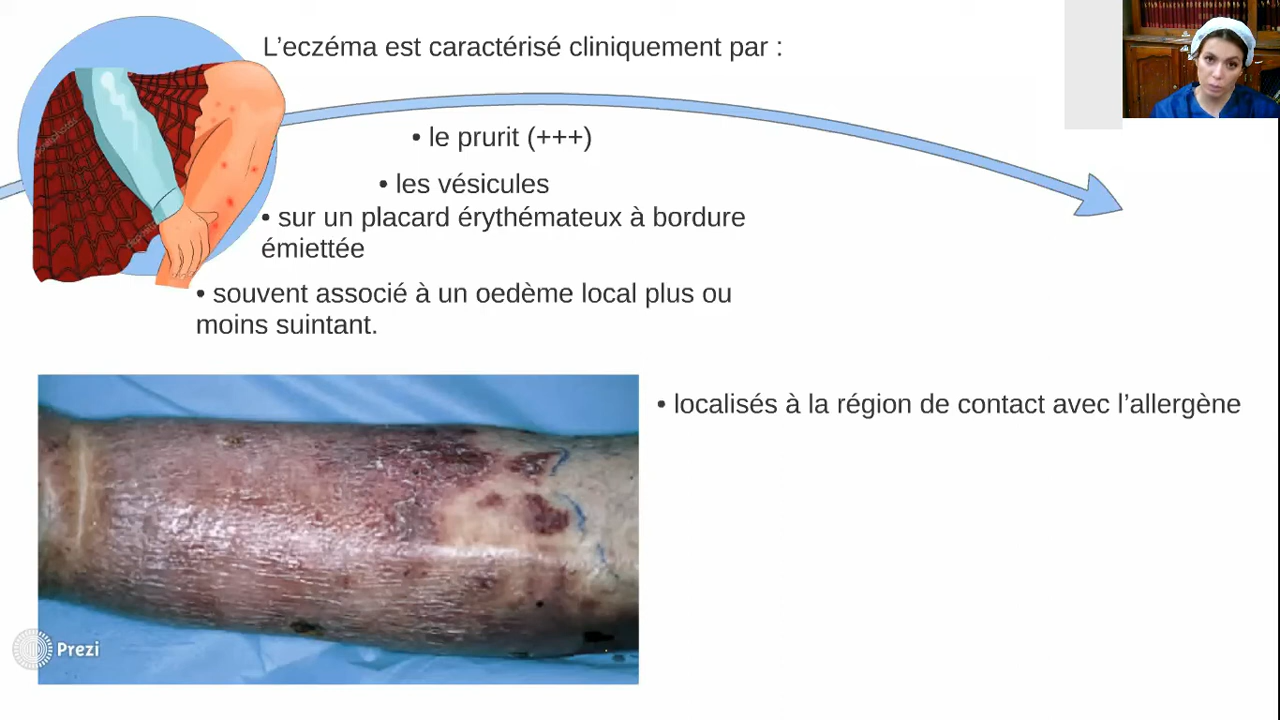 L’eczéma est caractérisé cliniquement par :
• le prurit (+++)
• les vésicules
• sur un placard érythémateux à bordure
émiettée
• souvent associé à un oedème local plus ou
moins suintant.
• localisés à la région de contact avec l’allergène
Prezi